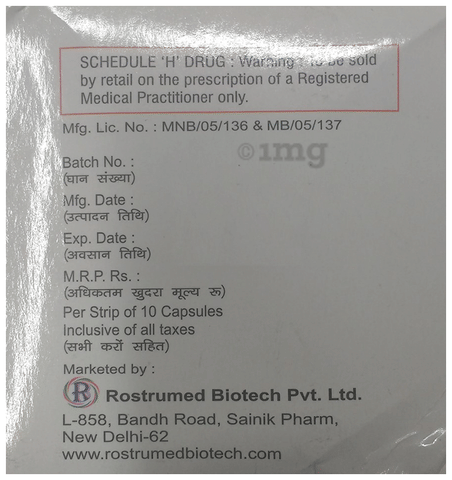 SCHEDULE 'H' DRUG : Warning : To be sold
by retail on the prescription of a Registered
Medical Practitioner only.
Mfg. Lic. No. : MNB/05/136 & MB/05/137
©1mg
Batch No. :
(घान संख्या)
Mfg. Date :
(उत्पादन तिथि)
Exp. Date :
(अवसान तिथि)
M.R.P. Rs. :
(अधिकतम खुदरा मूल्य रू)
Per Strip of 10 Capsules
Inclusive of all taxes
(सभी करों सहित)
Marketed by :
R Rostrumed Biotech Pvt. Ltd.
L-858, Bandh Road, Sainik Pharm,
New Delhi-62
www.rostrumedbiotech.com